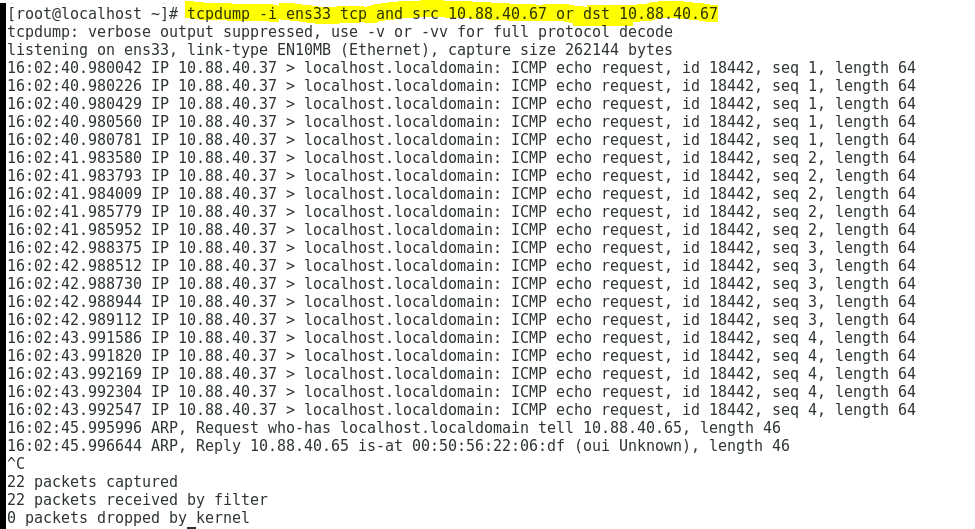 [root@localhost ~]# tcpdump -i ens33 tcp and src 10.88.40.67 or dst 10.88.40.67
tcpdump: verbose output suppressed, use -v or -vv for full protocol decode
listening on ens33, link-type EN10MB (Ethernet), capture size 262144 bytes
16:02:40.980042 IP 10.88.40.37 > localhost.localdomain: ICMP echo request, id 18442, seq 1, length 64
16:02:40.980226 IP 10.88.40.37 > localhost.localdomain: ICMP echo request, id 18442, seq 1, length 64
16:02:40.980429 IP 10.88.40.37 > localhost.localdomain: ICMP echo request, id 18442, seq 1, length 64
16:02:40.980560 IP 10.88.40.37 > localhost.localdomain: ICMP echo request, id 18442, seq 1, length 64
16:02:40.980781 IP 10.88.40.37 > localhost.localdomain: ICMP echo request, id 18442, seq 1, length 64
16:02:41.983580 IP 10.88.40.37 > localhost.localdomain: ICMP echo request, id 18442, seq 2, length 64
16:02:41.983793 IP 10.88.40.37 > localhost.localdomain: ICMP echo request, id 18442, seq 2, length 64
16:02:41.984009 IP 10.88.40.37 > localhost.localdomain: ICMP echo request, id 18442, seq 2, length 64
16:02:41.985779 IP 10.88.40.37 > localhost.localdomain: ICMP echo request, id 18442, seq 2, length 64
16:02:41.985952 IP 10.88.40.37 > localhost.localdomain: ICMP echo request, id 18442, seq 2, length 64
16:02:42.988375 IP 10.88.40.37 > localhost.localdomain: ICMP echo request, id 18442, seq 3, length 64
16:02:42.988512 IP 10.88.40.37 > localhost.localdomain: ICMP echo request, id 18442, seq 3, length 64
16:02:42.988730 IP 10.88.40.37 > localhost.localdomain: ICMP echo request, id 18442, seq 3, length 64
16:02:42.988944 IP 10.88.40.37 > localhost.localdomain: ICMP echo request, id 18442, seq 3, length 64
16:02:42.989112 IP 10.88.40.37 > localhost.localdomain: ICMP echo request, id 18442, seq 3, length 64
16:02:43.991586 IP 10.88.40.37 > localhost.localdomain: ICMP echo request, id 18442, seq 4, length 64
16:02:43.991820 IP 10.88.40.37 > localhost.localdomain: ICMP echo request, id 18442, seq 4, length 64
16:02:43.992169 IP 10.88.40.37 > localhost.localdomain: ICMP echo request, id 18442, seq 4, length 64
16:02:43.992304 IP 10.88.40.37 > localhost.localdomain: ICMP echo request, id 18442, seq 4, length 64
16:02:43.992547 IP 10.88.40.37 > localhost.localdomain: ICMP echo request, id 18442, seq 4, length 64
16:02:45.995996 ARP, Request who-has localhost.localdomain tell 10.88.40.65, length 46
16:02:45.996644 ARP, Reply 10.88.40.65 is-at 00:50:56:22:06:df (oui Unknown), length 46
^C
22 packets captured
22 packets received by filter
0 packets dropped by kernel